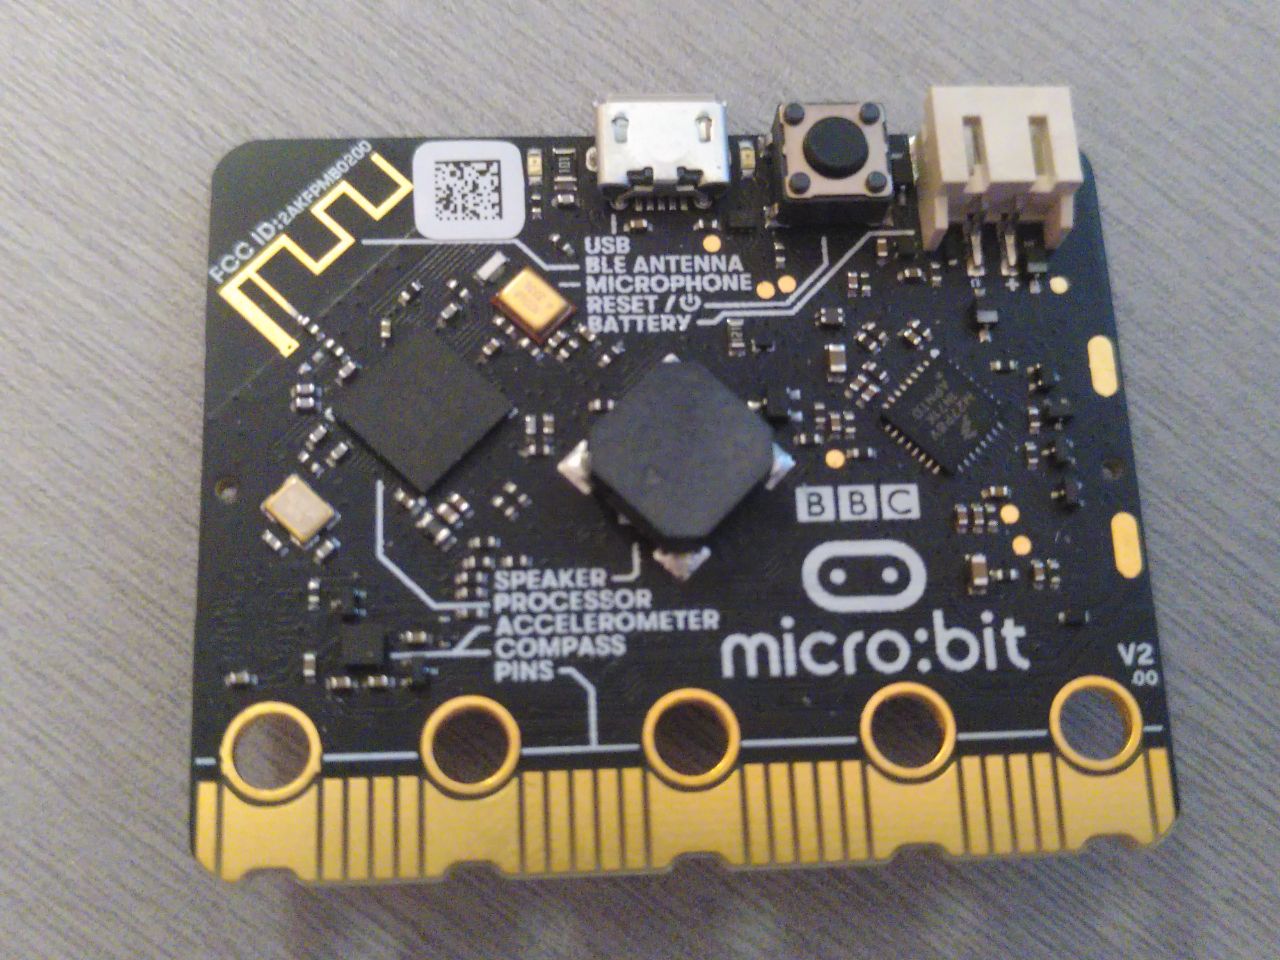 FCC ID:2AKFPMB0200
USB
BLE ANTENNA
MICROPHONE
RESET /
BATTERY
BBC
SPEAKER
PROCESSOR
ACCELEROMETER
COMPASS
PINS
micro:bit
V2
.00